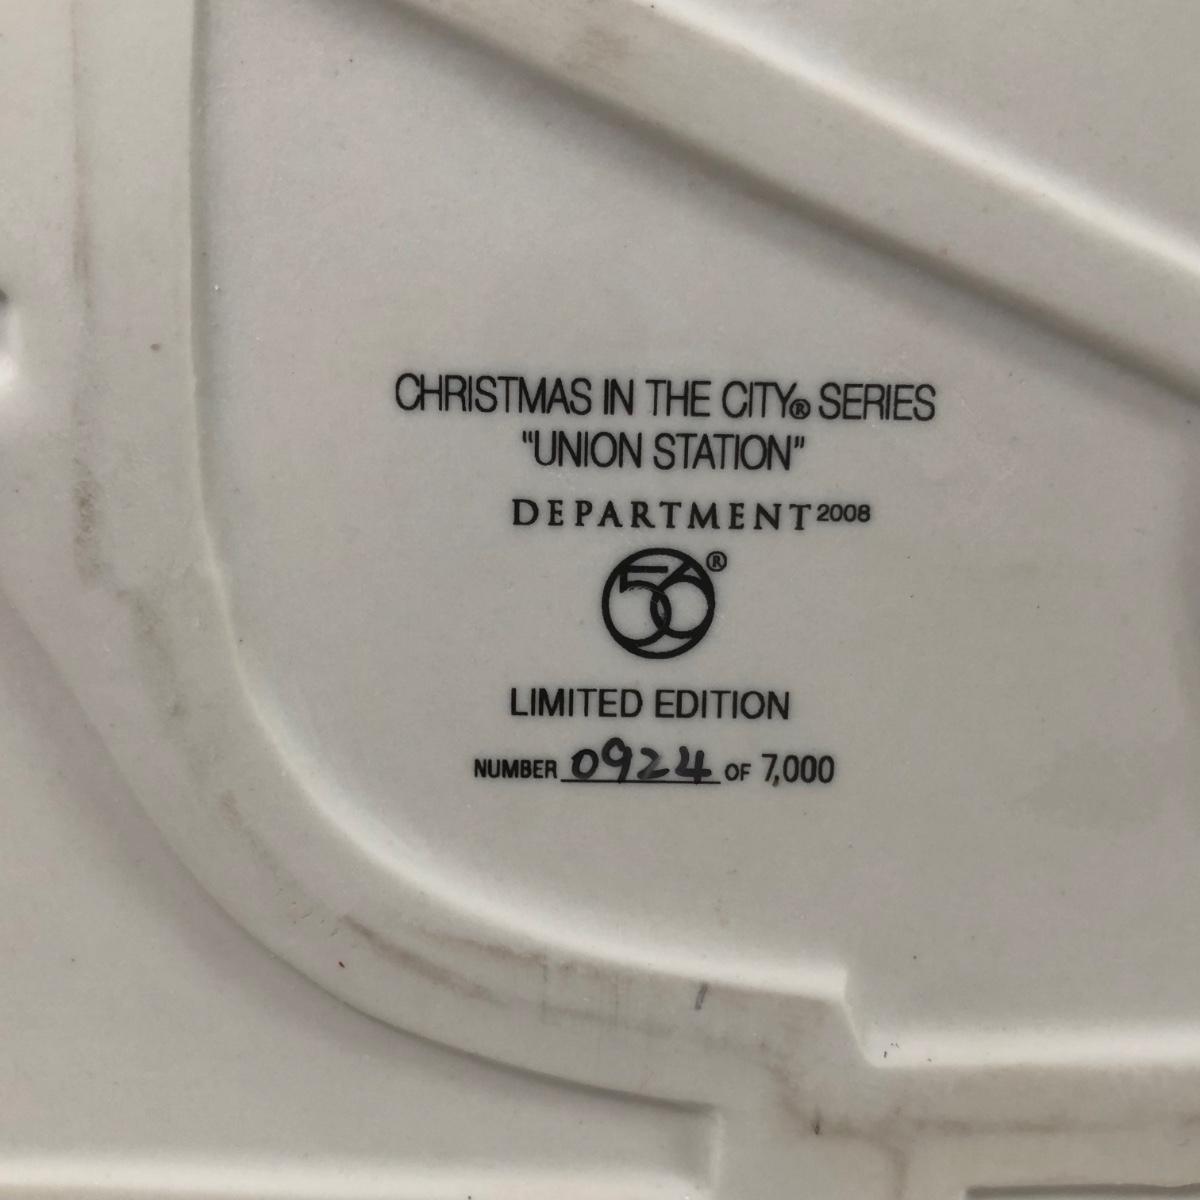 CHRISTMAS IN THE CITY® SERIES
"UNION STATION"
DEPARTMENT 2008
56®
LIMITED EDITION
NUMBER 0924 OF 7,000